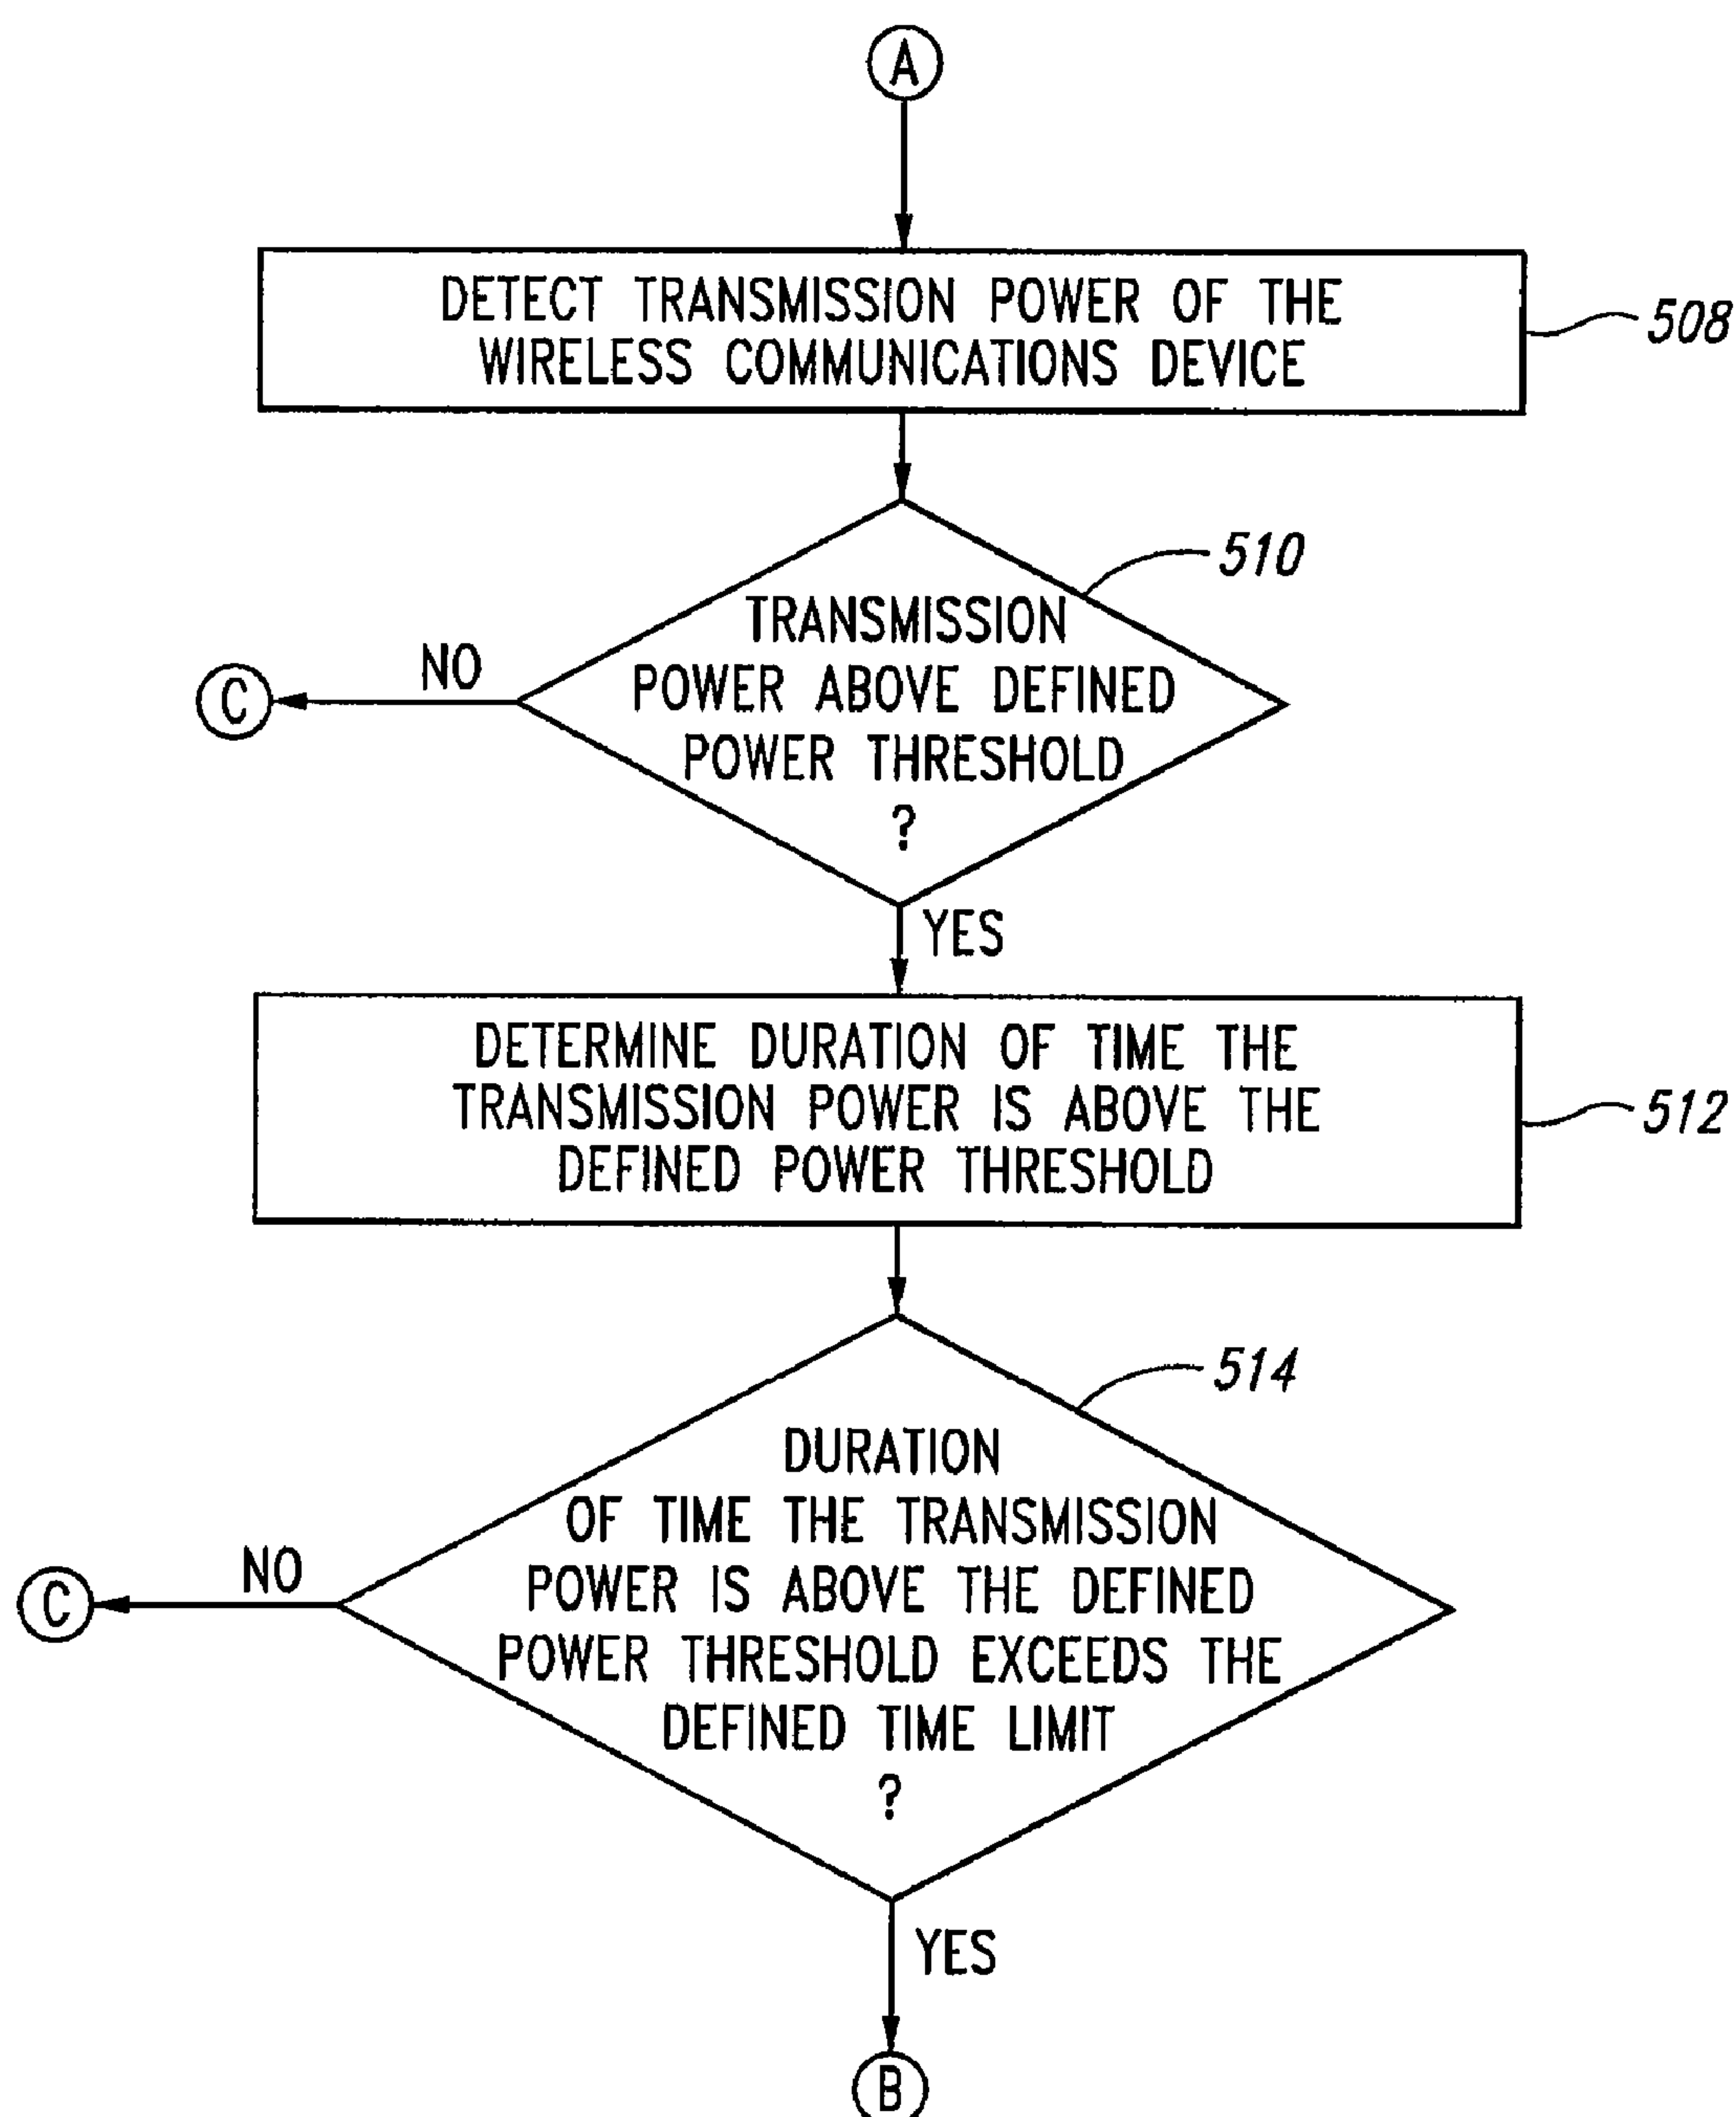 A
DETECT TRANSMISSION POWER OF THE
WIRELESS COMMUNICATIONS DEVICE
508
510
TRANSMISSION
POWER ABOVE DEFINED
POWER THRESHOLD
?
NO
C
YES
DETERMINE DURATION OF TIME THE
TRANSMISSION POWER IS ABOVE THE
DEFINED POWER THRESHOLD
512
514
DURATION
OF TIME THE TRANSMISSION
POWER IS ABOVE THE DEFINED
POWER THRESHOLD EXCEEDS THE
DEFINED TIME LIMIT
?
NO
C
YES
B